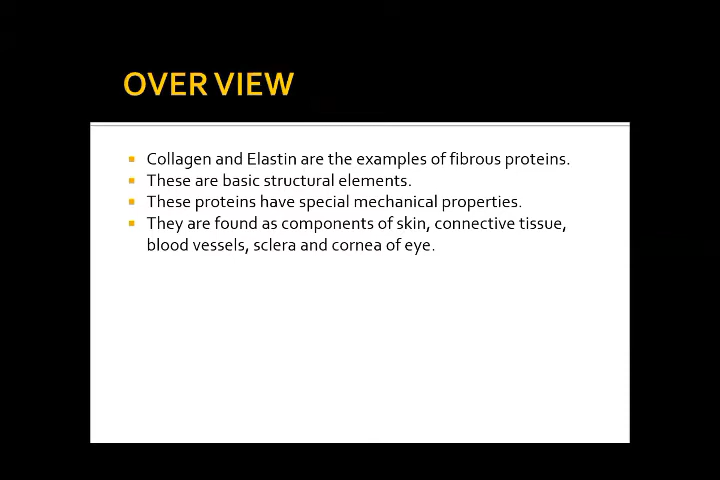 OVER VIEW
▪ Collagen and Elastin are the examples of fibrous proteins.
▪ These are basic structural elements.
▪ These proteins have special mechanical properties.
▪ They are found as components of skin, connective tissue,
blood vessels, sclera and cornea of eye.